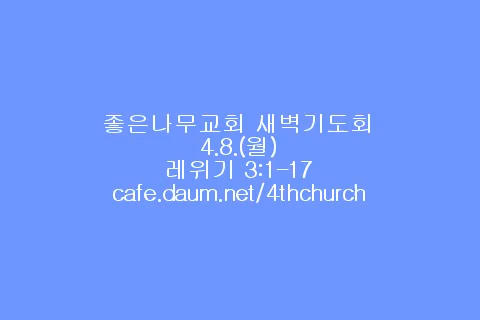 좋은나무교회 새벽기도회
4.8.(월)
레위기 3:1-17
cafe.daum.net/4thchurch